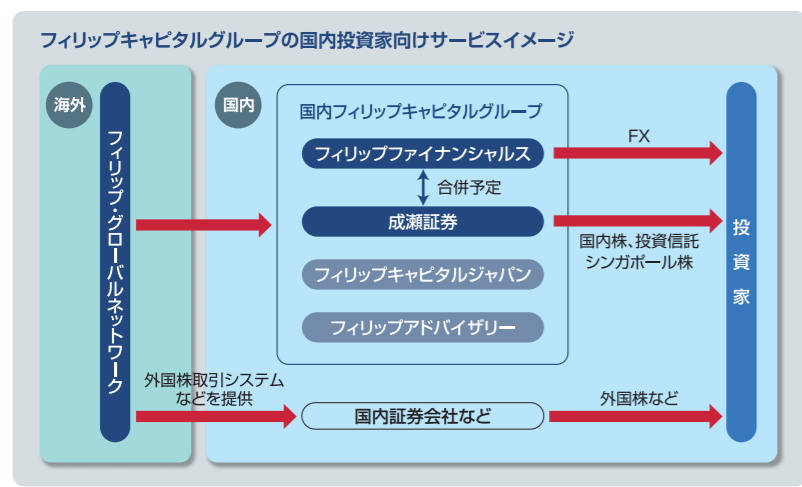 フィリップキャピタルグループの国内投資家向けサービスイメージ
海外
国内
フィリップ・グローバルネットワーク
国内フィリップキャピタルグループ
フィリップファイナンシャルズ
合併予定
成瀬証券
フィリップキャピタルジャパン
フィリップアドバイザリー
FX
国内株、投資信託
シンガポール株
投資家
外国株取引システム
などを提供
国内証券会社など
外国株など